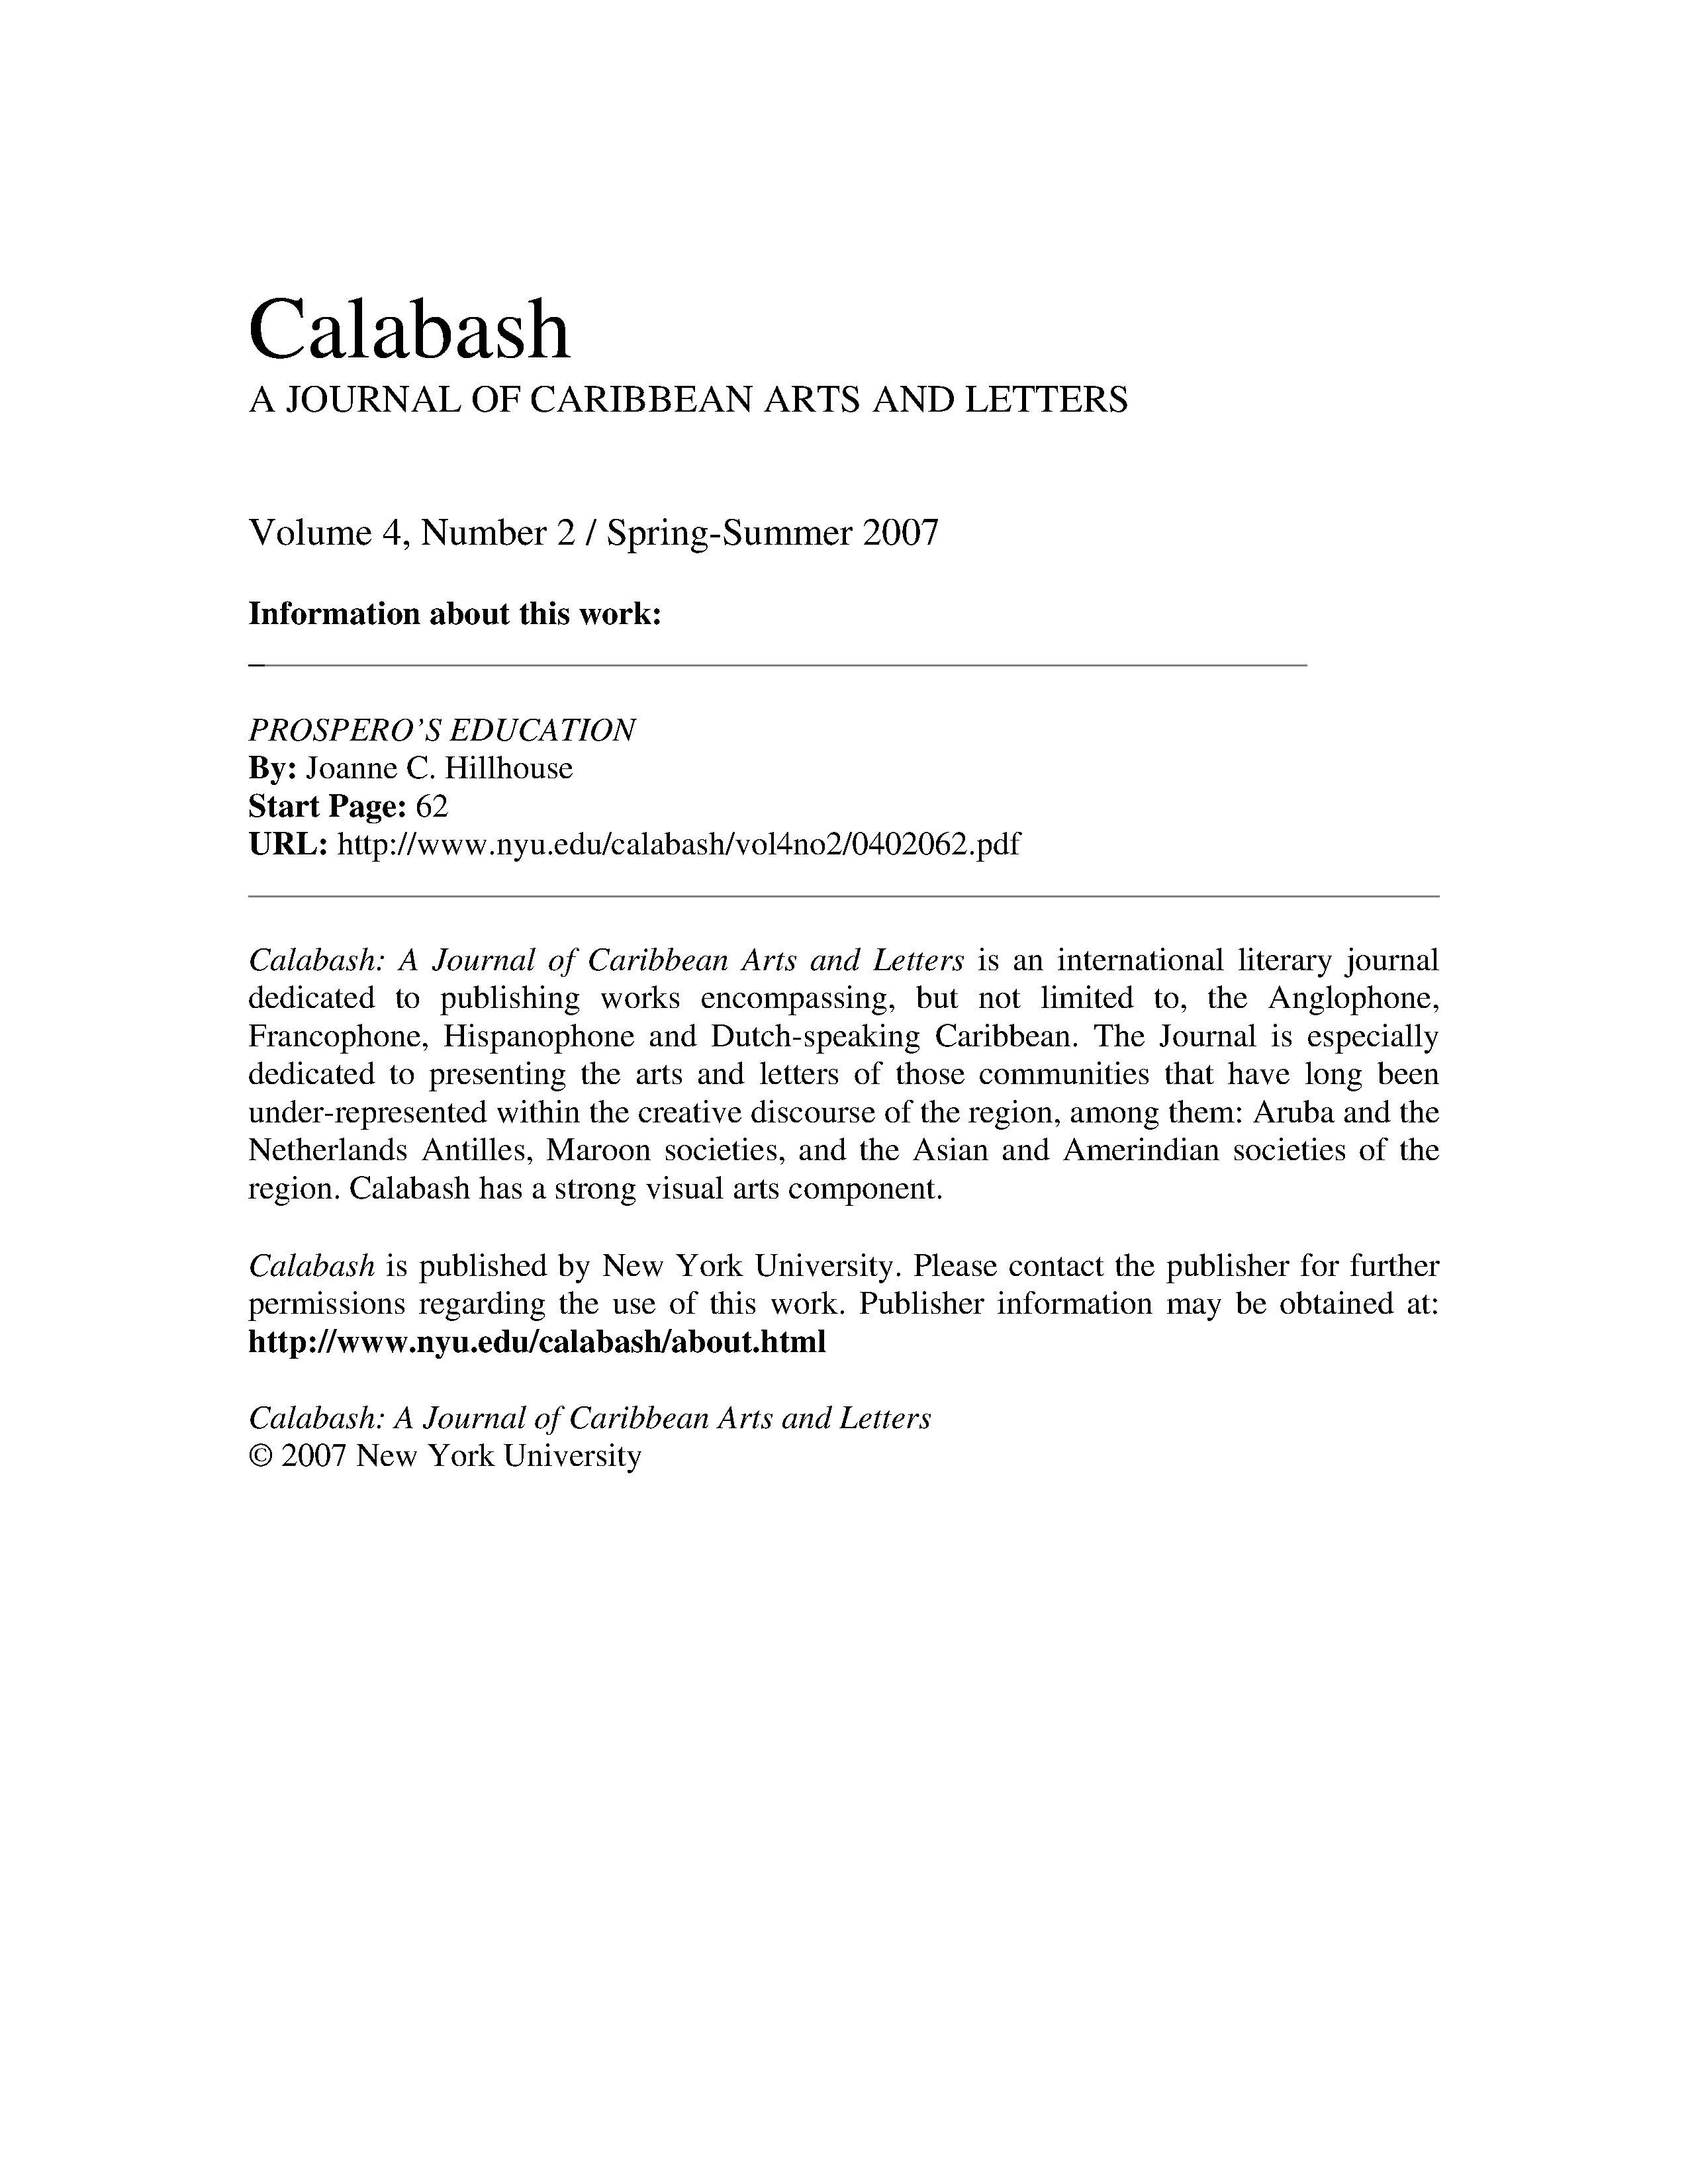 Calabash
A JOURNAL OF CARIBBEAN ARTS AND LETTERS
Volume 4, Number 2 / Spring-Summer 2007
Information about this work:
PROSPERO’S EDUCATION
By: Joanne C. Hillhouse
Start Page: 62
URL: http://www.nyu.edu/calabash/vol4no2/0402062.pdf
Calabash: A Journal of Caribbean Arts and Letters is an international literary journal
dedicated to publishing works encompassing, but not limited to, the Anglophone,
Francophone, Hispanophone and Dutch-speaking Caribbean. The Journal is especially
dedicated to presenting the arts and letters of those communities that have long been
under-represented within the creative discourse of the region, among them: Aruba and the
Netherlands Antilles, Maroon societies, and the Asian and Amerindian societies of the
region. Calabash has a strong visual arts component.
Calabash is published by New York University. Please contact the publisher for further
permissions regarding the use of this work. Publisher information may be obtained at:
http://www.nyu.edu/calabash/about.html
Calabash: A Journal of Caribbean Arts and Letters
© 2007 New York University